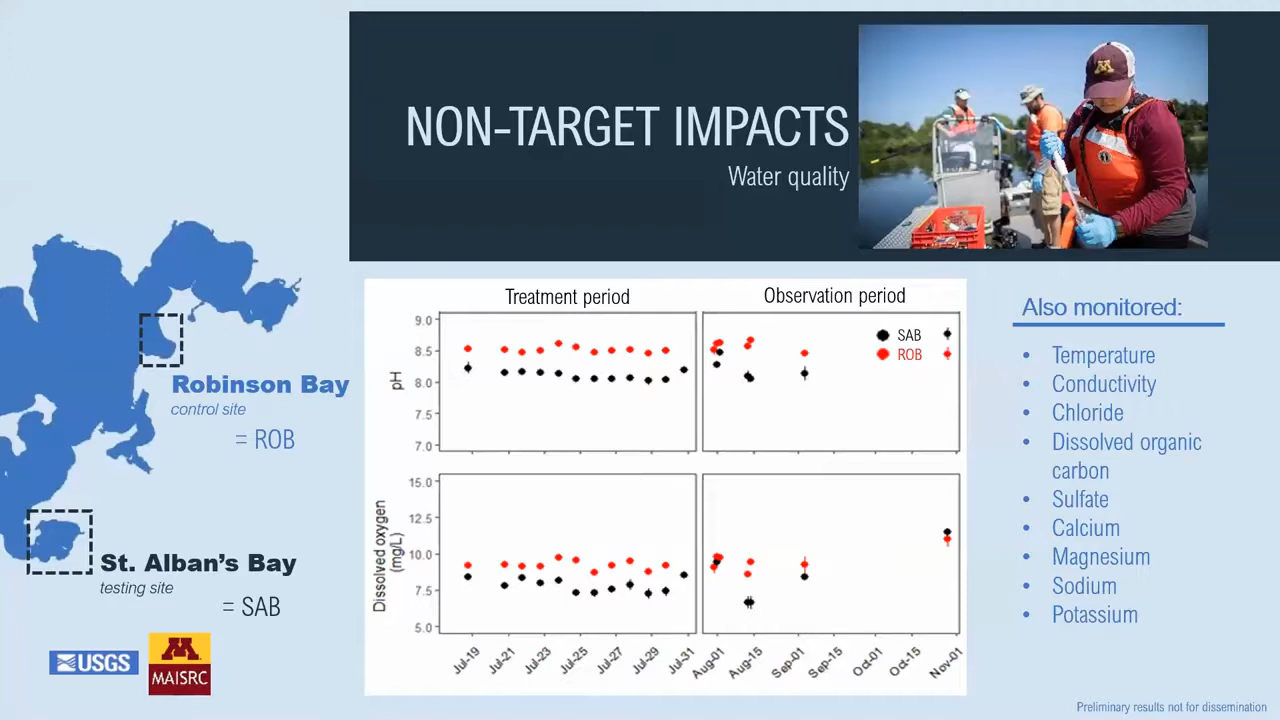 NON-TARGET IMPACTS
Water quality
M
Robinson Bay
control site
= ROB
St. Alban's Bay
testing site
= SAB
USGS
M
MAISRC
Treatment period
Observation period
SAB
ROB
pH
9.0
8.5
8.0
7.5
7.0
Dissolved oxygen
(mg/L)
15.0
12.5
10.0
7.5
5.0
Jul-19
Jul-21
Jul-23
Jul-25
Jul-27
Jul-29
Jul-31
Aug-01
Aug-15
Sep-01
Sep-15
Oct-01
Oct-15
Nov-01
Also monitored:
• Temperature
• Conductivity
• Chloride
• Dissolved organic
carbon
• Sulfate
• Calcium
• Magnesium
• Sodium
• Potassium
Preliminary results not for dissemination